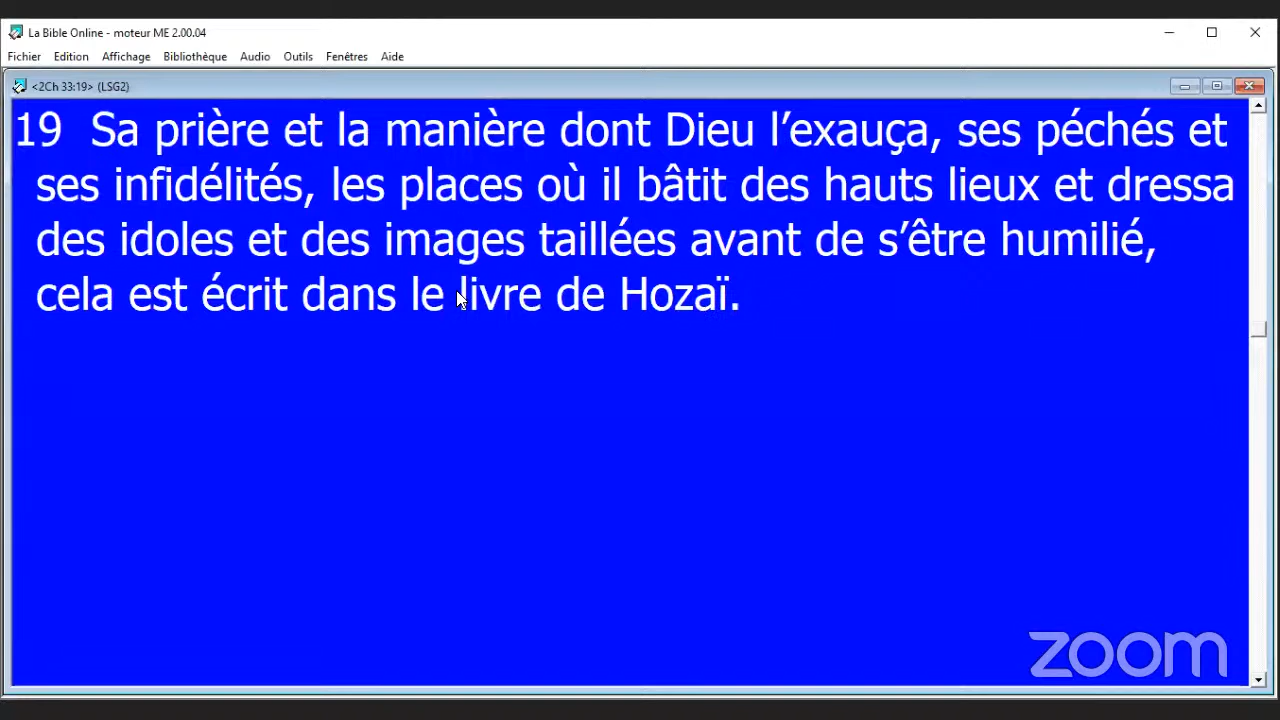 La Bible Online - moteur ME 2.00.04
Fichier Edition Affichage Bibliothèque Audio Outils Fenêtres Aide
<2Ch 33:19> (LSG2)
19 Sa prière et la manière dont Dieu l’exauça, ses péchés et
ses infidélités, les places où il bâtit des hauts lieux et dressa
des idoles et des images taillées avant de s’être humilié,
cela est écrit dans le livre de Hozaï.
zoom